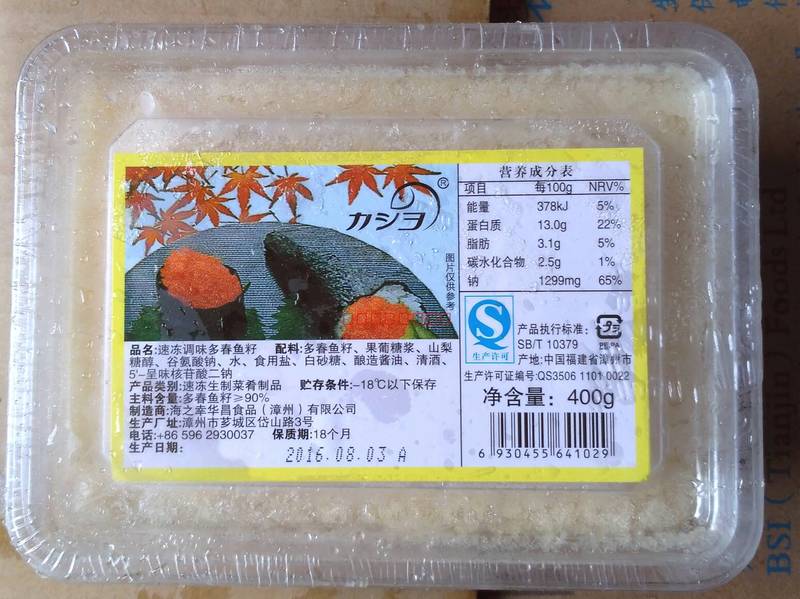 カシヨ ®
图片仅供参考
营养成分表
项目 每100g NRV%
能量 378kJ 5%
蛋白质 13.0g 22%
脂肪 3.1g 5%
碳水化合物 2.5g 1%
钠 1299mg 65%
品名:速冻调味多春鱼籽 配料:多春鱼籽、果葡糖浆、山梨
糖醇、谷氨酸钠、水、食用盐、白砂糖、酿造酱油、清酒、
5'-呈味核苷酸二钠
产品类别:速冻生制菜肴制品 贮存条件:-18℃以下保存
主料含量:多春鱼籽≥90%
制造商:海之幸华昌食品（漳州）有限公司
生产厂址:漳州市芗城区岱山路3号
电话:+86 596 2930037 保质期:18个月
生产日期:
2016.08.03 A
生产许可
产品执行标准:
SB/T 10379
PE·PA
产地:中国福建省漳州市
生产许可证编号:QS3506 1101 0022
净含量: 400g
6 930455 641029
BSI ( Tianjin ) Foods Ltd